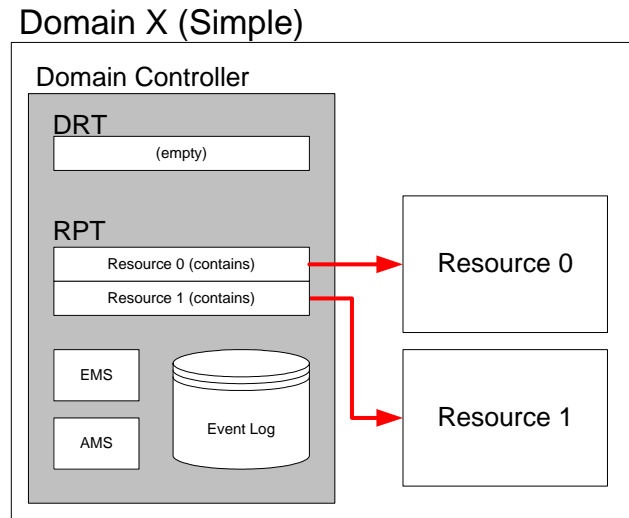 Domain X (Simple)
Domain Controller
DRT
(empty)
RPT
Resource 0 (contains)
Resource 1 (contains)
Resource 0
EMS
AMS
Event Log
Resource 1